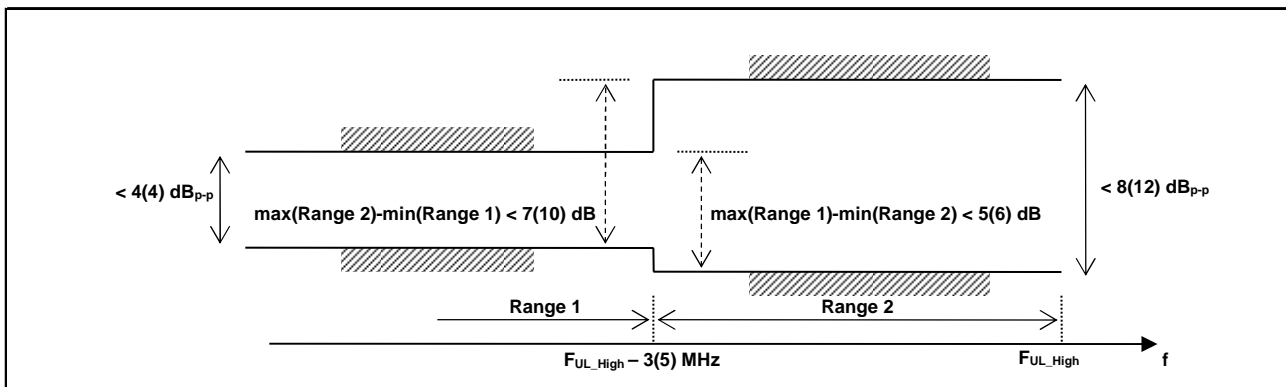 < 4(4) dBp-p
max(Range 2)-min(Range 1) < 7(10) dB
max(Range 1)-min(Range 2) < 5(6) dB
< 8(12) dBp-p
Range 1
Range 2
FUL_High – 3(5) MHz
FUL_High
f